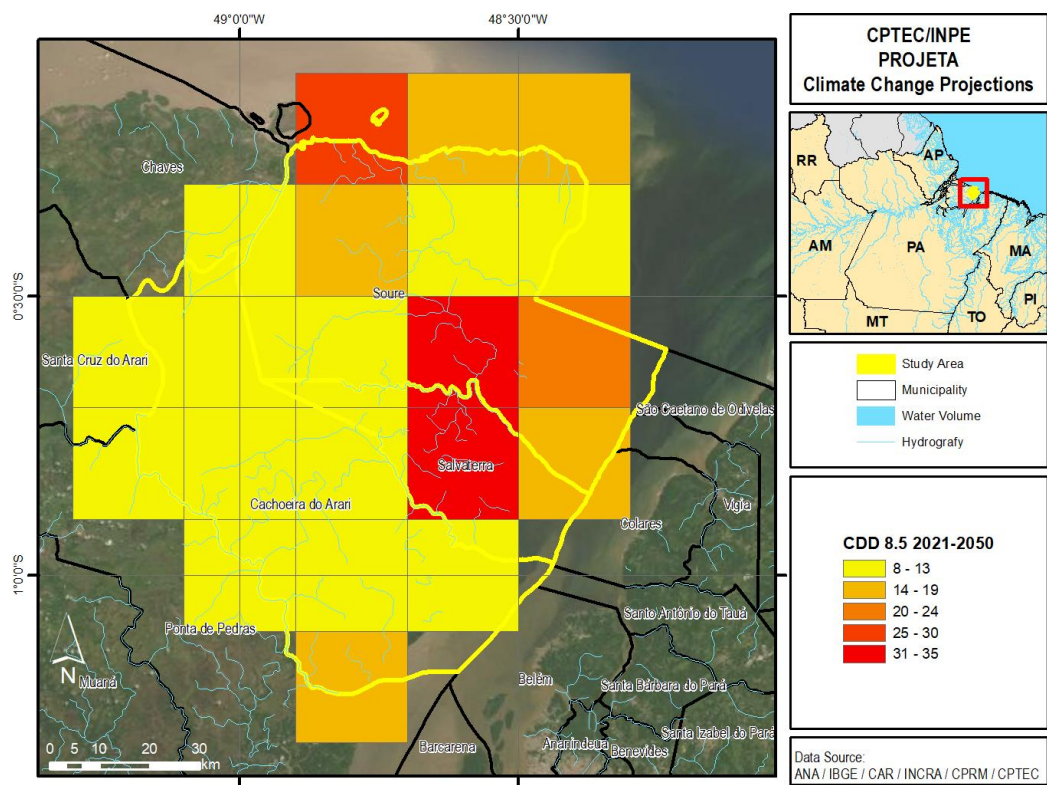 49°0'0"W
48°30'0"W
0°30'0"S
1°0'0"S
Chaves
Soure
Santa Cruz do Arari
São Caetano de Odivelas
Salvaterra
Cachoeira do Arari
Vigia
Colares
Santo Antônio do Tauá
Ponta de Pedras
Muaná
Belém
Santa Bárbara do Pará
Santa Izabel do Pará
Barcarena
Ananindeua
Benevides
N
0 5 10 20 30
km
CPTEC/INPE
PROJETA
Climate Change Projections
RR
AP
AM
PA
MA
PI
MT
TO
Study Area
Municipality
Water Volume
Hydrografy
CDD 8.5 2021-2050
8 - 13
14 - 19
20 - 24
25 - 30
31 - 35
Data Source:
ANA / IBGE / CAR / INCRA / CPRM / CPTEC